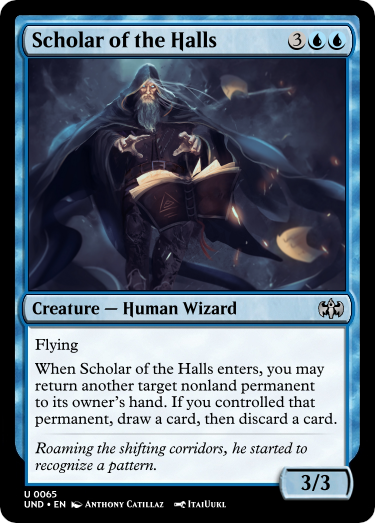 Scholar of the Halls 3
Creature — Human Wizard
Flying
When Scholar of the Halls enters, you may
return another target nonland permanent
to its owner's hand. If you controlled that
permanent, draw a card, then discard a card.
Roaming the shifting corridors, he started to
recognize a pattern.
3/3
U 0065
UND • EN Anthony Catillaz ItaiUukl